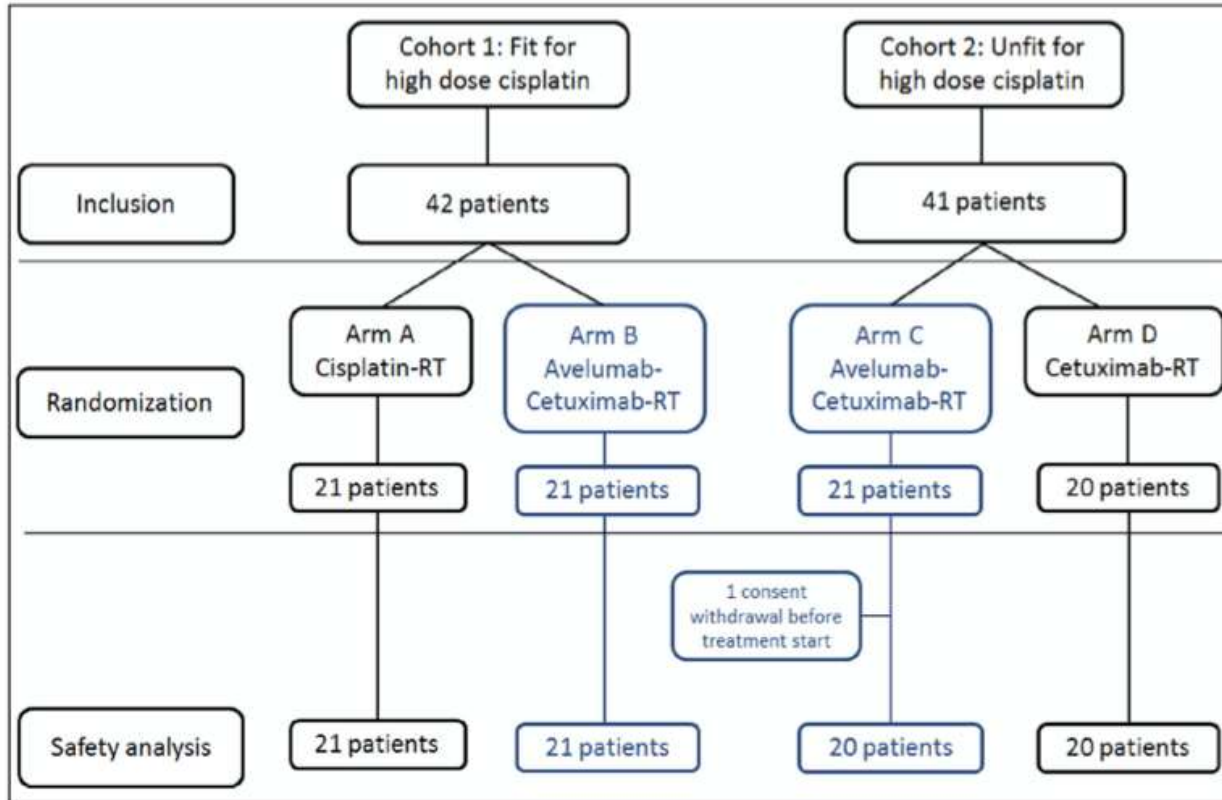 Cohort 1: Fit for
high dose cisplatin
Cohort 2: Unfit for
high dose cisplatin
Inclusion
42 patients
41 patients
Randomization
Arm A
Cisplatin-RT
Arm B
Avelumab-
Cetuximab-RT
Arm C
Avelumab-
Cetuximab-RT
Arm D
Cetuximab-RT
21 patients
21 patients
21 patients
20 patients
1 consent
withdrawal before
treatment start
Safety analysis
21 patients
21 patients
20 patients
20 patients